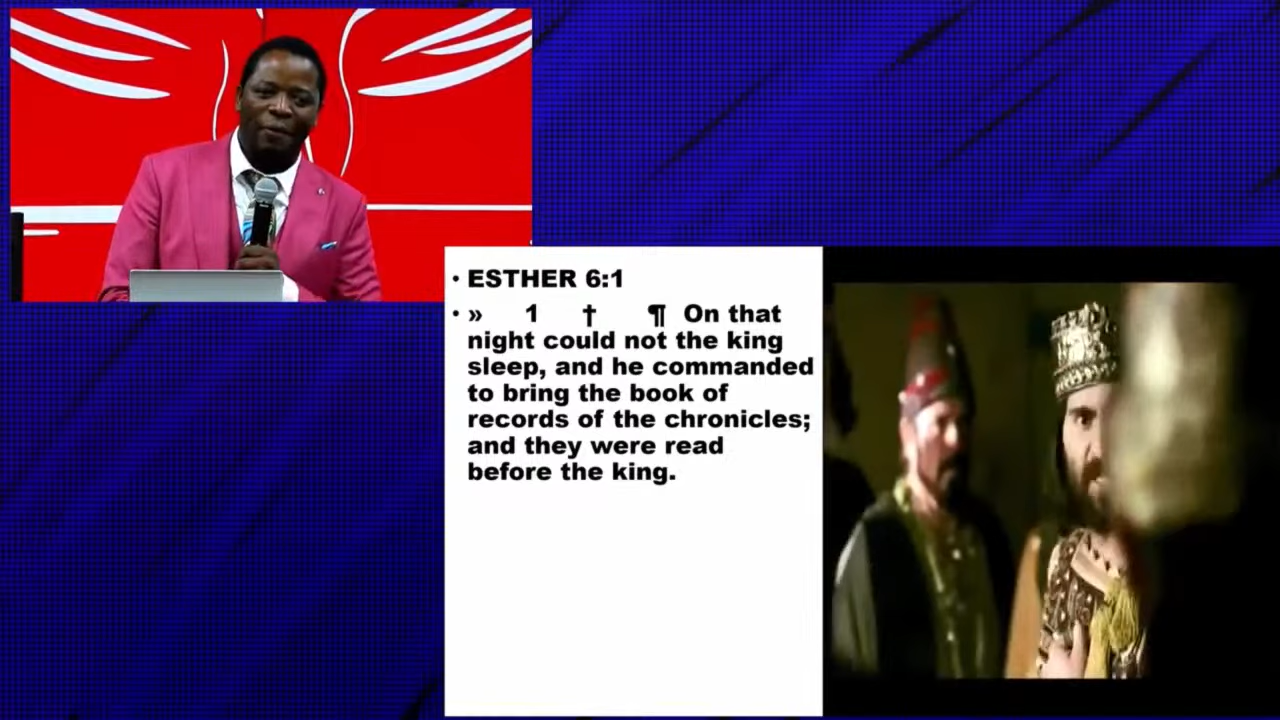 • ESTHER 6:1
• » 1 † ¶ On that
night could not the king
sleep, and he commanded
to bring the book of
records of the chronicles;
and they were read
before the king.